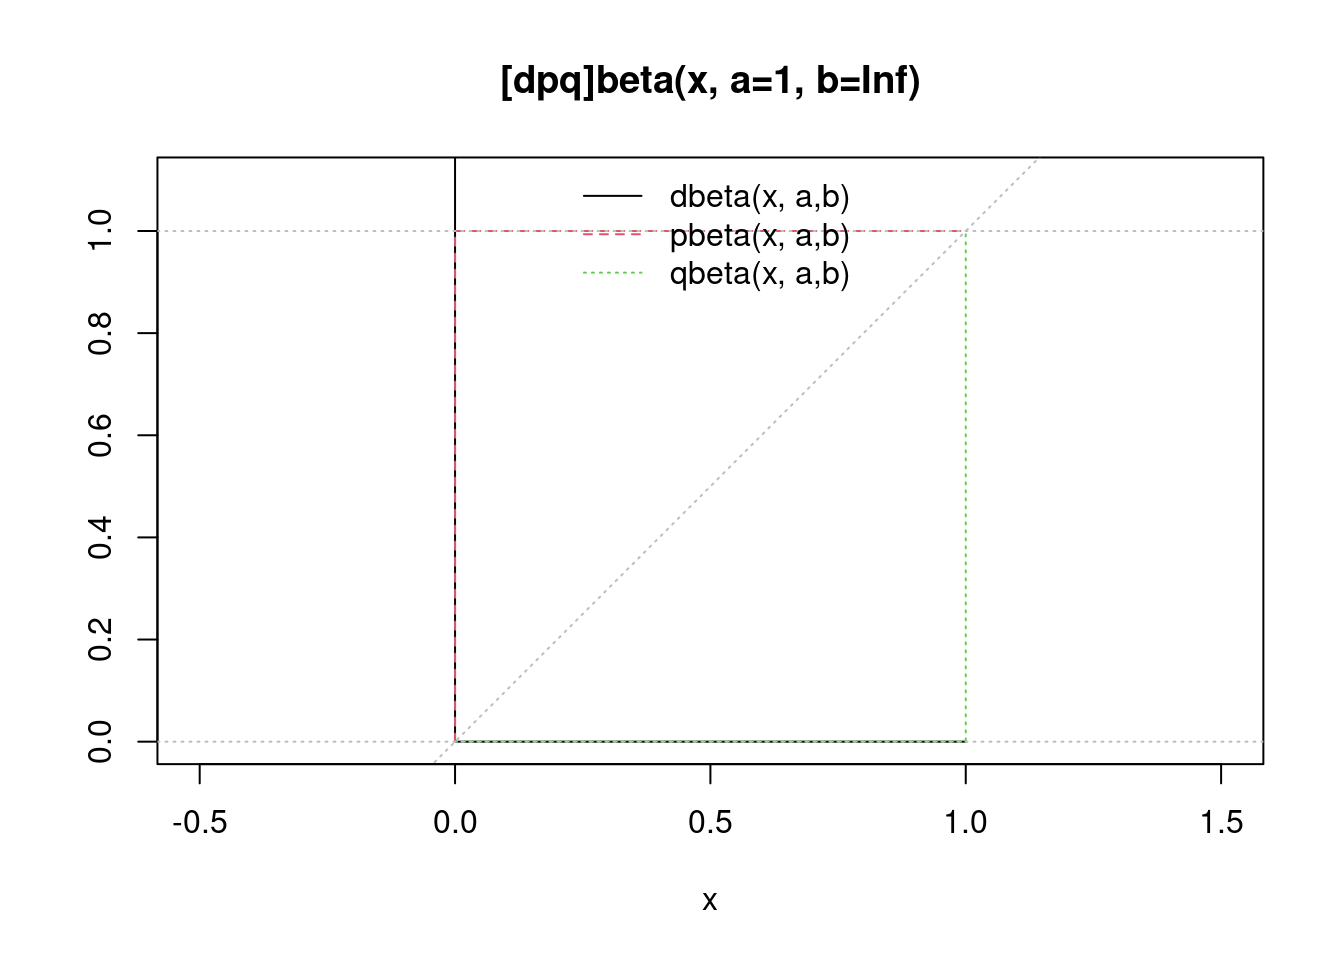 [dpq]beta(x, a=1, b=Inf)
dbeta(x, a,b)
pbeta(x, a,b)
qbeta(x, a,b)
1.0
0.8
0.6
0.4
0.2
0.0
-0.5 0.0 0.5 1.0 1.5
x